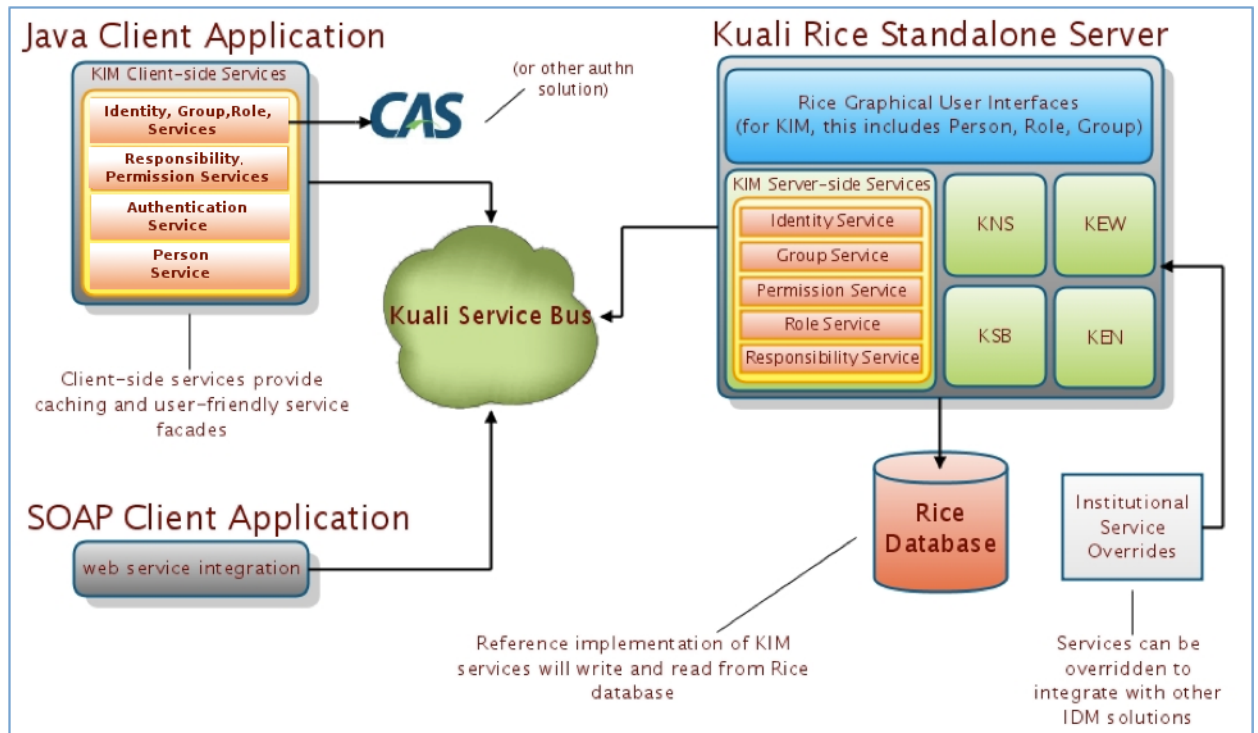 Java Client Application
KIM Client-side Services
Identity, Group,Role,
Services
Responsibility,
Permission Services
Authentication
Service
Person
Service
CAS
(or other authn
solution)
Client-side services provide
caching and user-friendly service
facades
Kuali Service Bus
SOAP Client Application
web service integration
Kuali Rice Standalone Server
Rice Graphical User Interfaces
(for KIM, this includes Person, Role, Group)
KIM Server-side Services
Identity Service
Group Service
Permission Service
Role Service
Responsibility Service
KNS
KEW
KSB
KEN
Rice
Database
Institutional
Service
Overrides
Reference implementation of KIM
services will write and read from Rice
database
Services can be
overridden to
integrate with other
IDM solutions